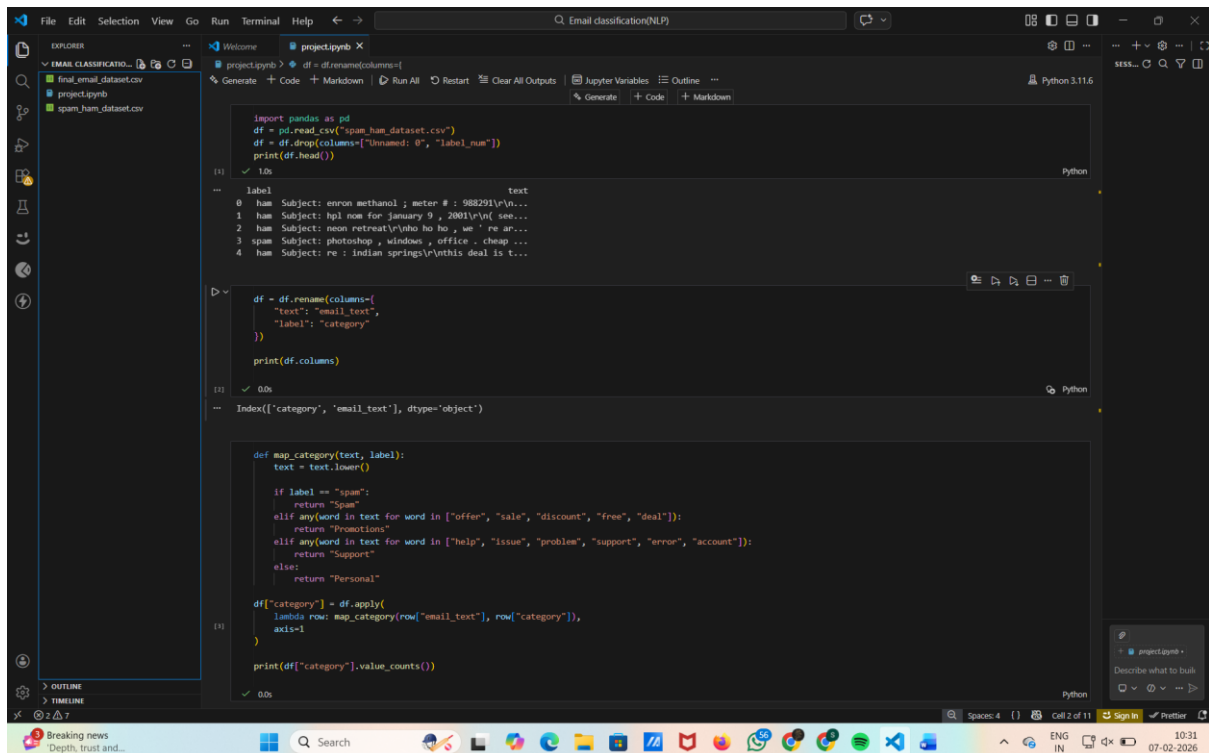 File Edit Selection View Go Run Terminal Help
Email classification(NLP)
EXPLORER
EMAIL CLASSIFICATIO...
final_email_dataset.csv
project.ipynb
spam_ham_dataset.csv
Welcome
project.ipynb
project.ipynb > df = df.rename(columns={
Generate + Code + Markdown Run All Restart Clear All Outputs Jupyter Variables Outline ...
Python 3.11.6
Generate + Code + Markdown
SESS...
import pandas as pd
df = pd.read_csv("spam_ham_dataset.csv")
df = df.drop(columns=["Unnamed: 0", "label_num"])
print(df.head())
[1] 1.0s Python
label text
0 ham Subject: enron methanol ; meter # : 988291\r\n...
1 ham Subject: hpl nom for january 9 , 2001\r\n( see...
2 ham Subject: neon retreat\r\nho ho ho , we ' re ar...
3 spam Subject: photoshop , windows , office . cheap ...
4 ham Subject: re : indian springs\r\nthis deal is t...
df = df.rename(columns={
"text": "email_text",
"label": "category"
})
print(df.columns)
[2] 0.0s Python
Index(['category', 'email_text'], dtype='object')
def map_category(text, label):
text = text.lower()
if label == "spam":
return "Spam"
elif any(word in text for word in ["offer", "sale", "discount", "free", "deal"]):
return "Promotions"
elif any(word in text for word in ["help", "issue", "problem", "support", "error", "account"]):
return "Support"
else:
return "Personal"
df["category"] = df.apply(
lambda row: map_category(row["email_text"], row["category"]),
axis=1
)
print(df["category"].value_counts())
[3] 0.0s Python
project.ipynb
Describe what to buil
OUTLINE
TIMELINE
2 7
Spaces: 4 {} Cell 2 of 11 Sign In Prettier
Breaking news
'Depth, trust and...
Search
56
ENG
IN
10:31
07-02-2026